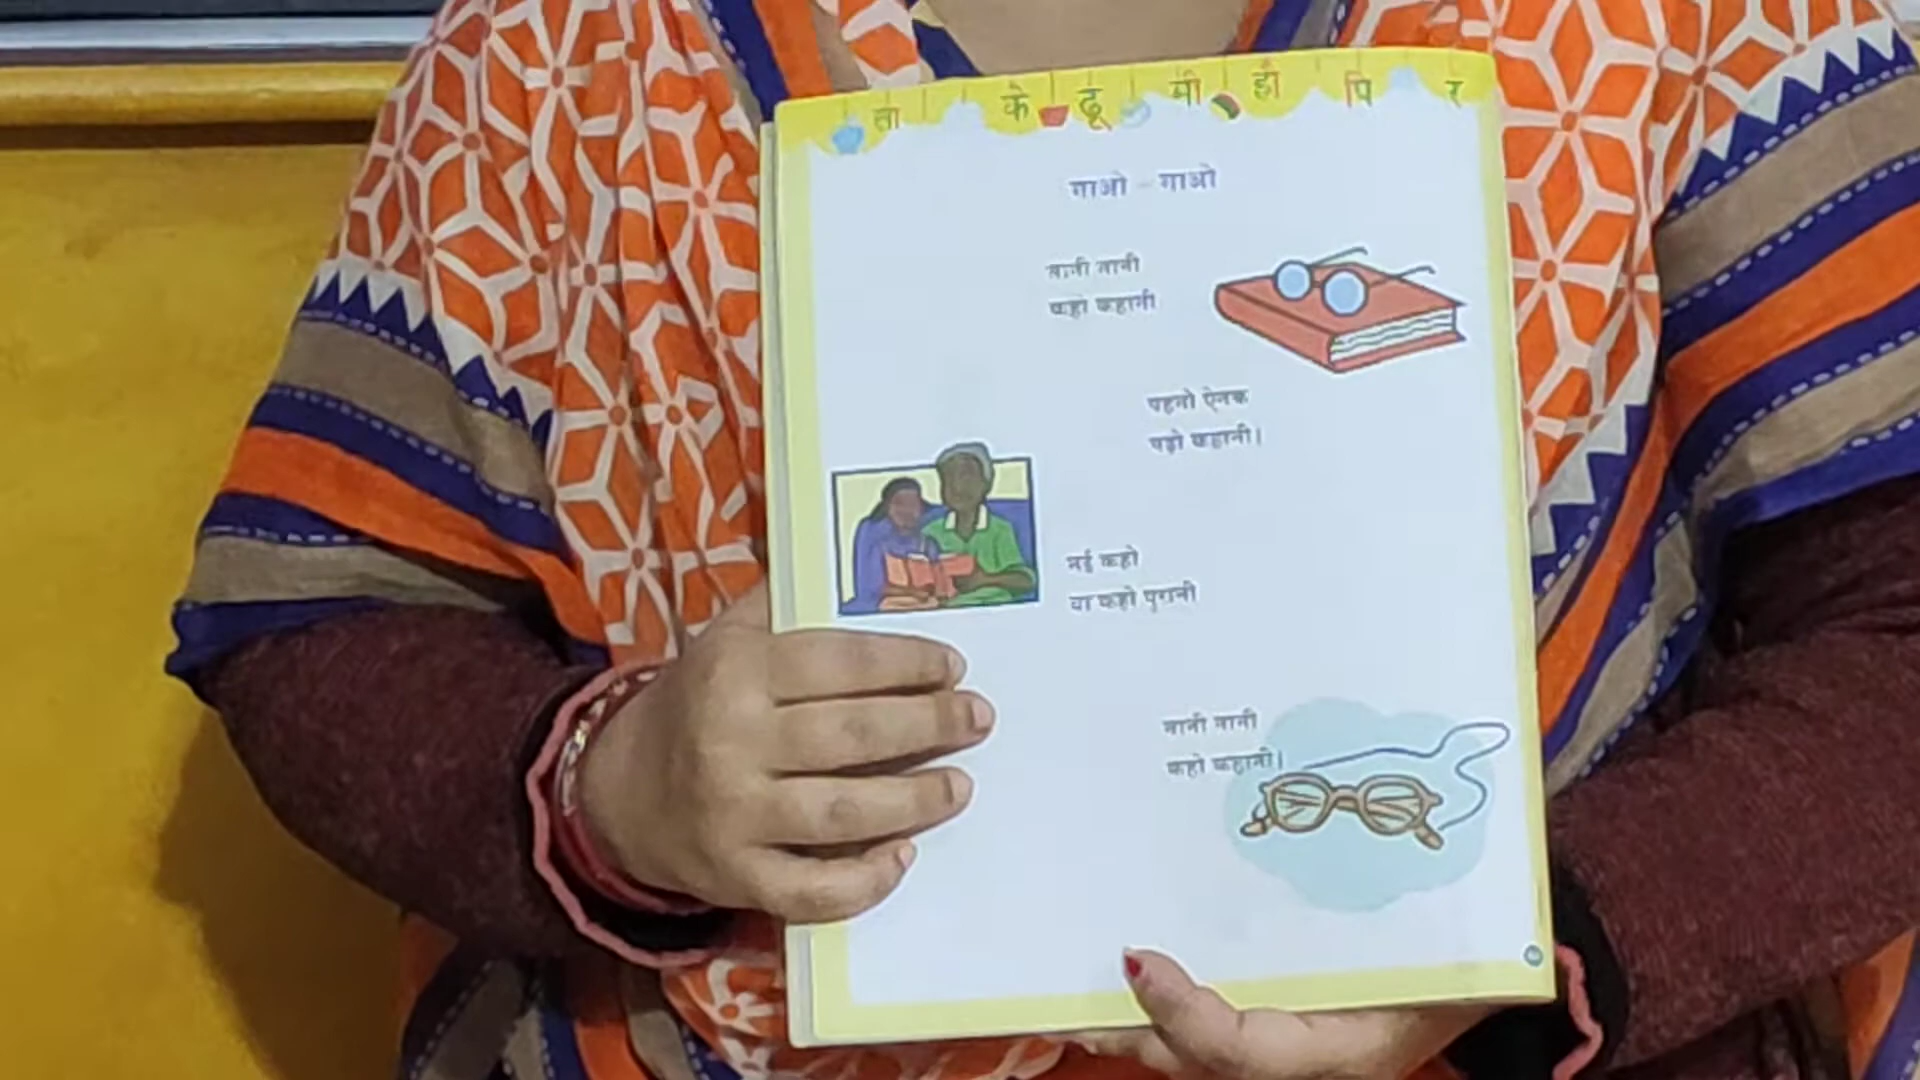 ला के ढू मी हाँ पि र
गाओ - गाओ
नानी नानी
कहो कहानी
पहनो ऐनक
पढ़ो कहानी।
नई कहो
या कहो पुरानी
नानी नानी
कहो कहानी।